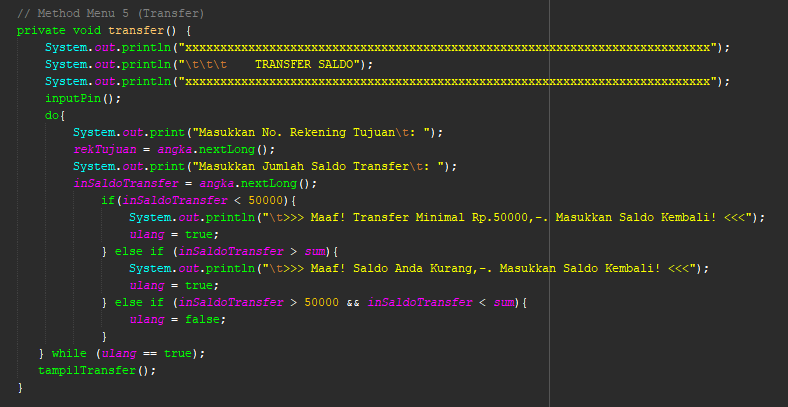 // Method Menu 5 (Transfer)
private void transfer() {
System.out.println("xxxxxxxxxxxxxxxxxxxxxxxxxxxxxxxxxxxxxxxxxxxxxxxxxxxxxxxxxxxxxxxxxxxxxxxxxxx");
System.out.println("\t\t\t    TRANSFER SALDO");
System.out.println("xxxxxxxxxxxxxxxxxxxxxxxxxxxxxxxxxxxxxxxxxxxxxxxxxxxxxxxxxxxxxxxxxxxxxxxxxxx");
inputPin();
do{
System.out.print("Masukkan No. Rekening Tujuan\t: ");
rekTujuan = angka.nextLong();
System.out.print("Masukkan Jumlah Saldo Transfer\t: ");
inSaldoTransfer = angka.nextLong();
if(inSaldoTransfer < 50000){
System.out.println("\t>>> Maaf! Transfer Minimal Rp.50000,-. Masukkan Saldo Kembali! <<<");
ulang = true;
} else if (inSaldoTransfer > sum){
System.out.println("\t>>> Maaf! Saldo Anda Kurang,-. Masukkan Saldo Kembali! <<<");
ulang = true;
} else if (inSaldoTransfer > 50000 && inSaldoTransfer < sum){
ulang = false;
}
} while (ulang == true);
tampilTransfer();
}